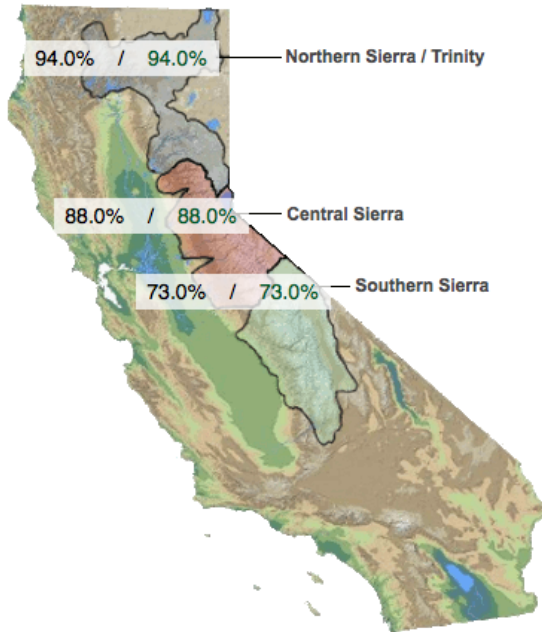 94.0% / 94.0% Northern Sierra / Trinity
88.0% / 88.0% Central Sierra
73.0% / 73.0% Southern Sierra